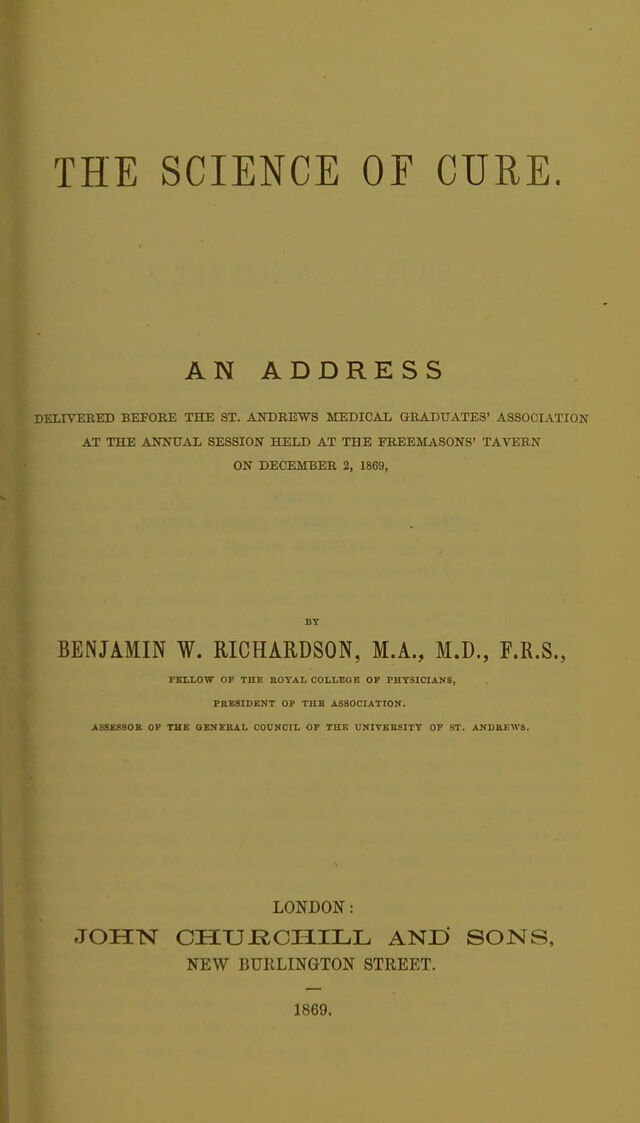 THE SCIENCE OF CURE.
AN ADDRESS
DELIVERED BEFORE THE ST. ANDREWS MEDICAL GRADUATES' ASSOCIATION
AT THE ANNUAL SESSION HELD AT THE FREEMASONS' TAVERN
ON DECEMBER 2, 1869,
BY
BENJAMIN W. RICHARDSON, M.A., M.D., F.R.S.,
FELLOW OF THE ROYAL COLLEGE OF PHYSICIANS,
PRESIDENT OF THE ASSOCIATION.
ASSESSOR OF THE GENERAL COUNCIL OF THE UNIVERSITY OF ST. ANDREWS.
LONDON:
JOHN CHURCHILL AND SONS,
NEW BURLINGTON STREET.
1869.